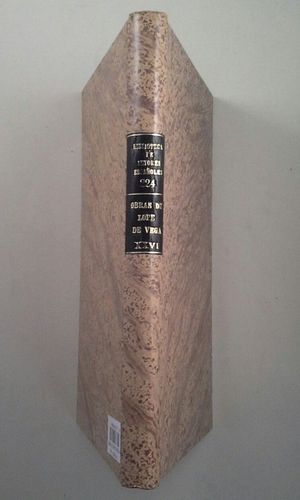 BIBLIOTECA
DE
AUTORES
ESPAÑOLES
224
OBRAS DE
LOPE
DE VEGA
XXVI